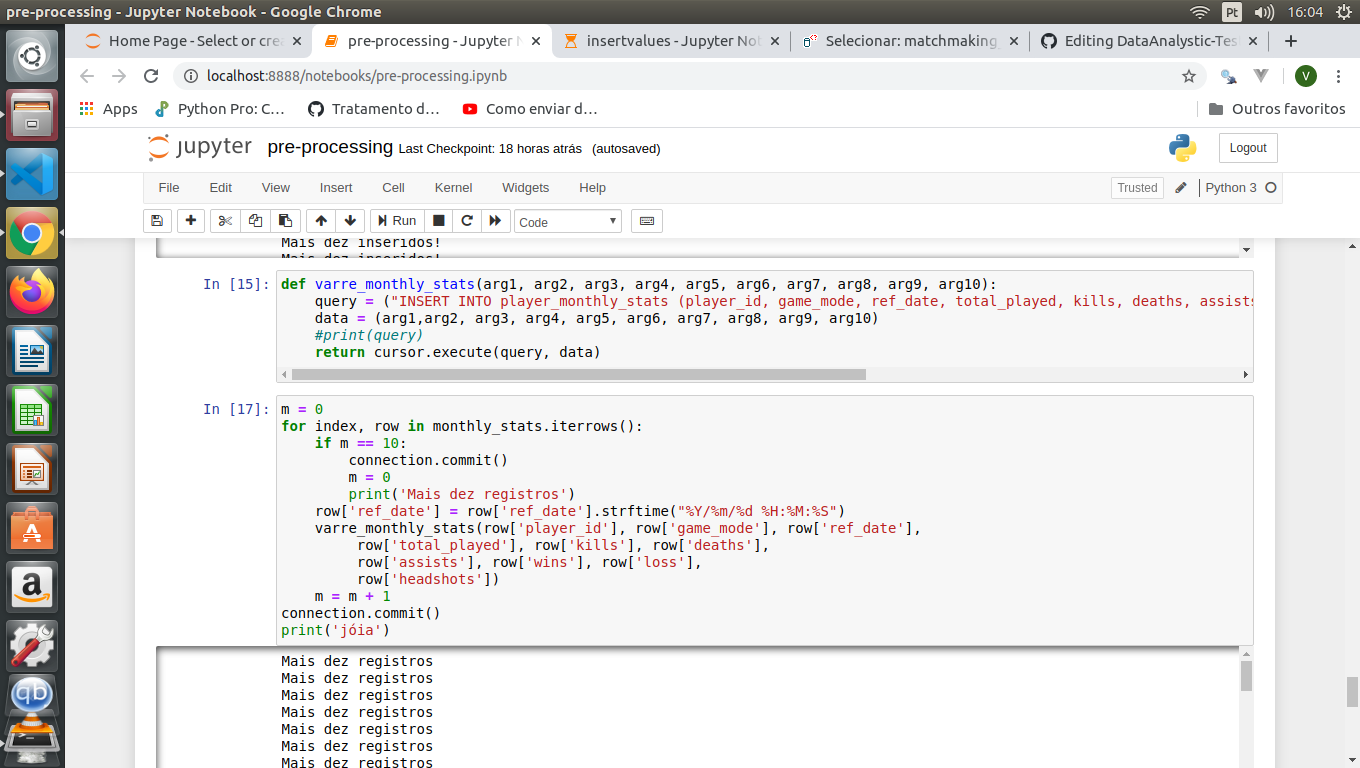 pre-processing - Jupyter Notebook - Google Chrome
Pt
16:04
Home Page - Select or crea
pre-processing - Jupyter N
insertvalues - Jupyter Not
Selecionar: matchmaking_
Editing DataAnalystic-Tes
localhost:8888/notebooks/pre-processing.ipynb
V
Apps
Python Pro: C...
Tratamento d...
Como enviar d...
Outros favoritos
jupyter
pre-processing Last Checkpoint: 18 horas atrás (autosaved)
Logout
File Edit View Insert Cell Kernel Widgets Help
Trusted
Python 3
Run
Code
Mais dez inseridos!
Mais dez inseridos!
In [15]:
def varre_monthly_stats(arg1, arg2, arg3, arg4, arg5, arg6, arg7, arg8, arg9, arg10):
    query = ("INSERT INTO player_monthly_stats (player_id, game_mode, ref_date, total_played, kills, deaths, assists
    data = (arg1,arg2, arg3, arg4, arg5, arg6, arg7, arg8, arg9, arg10)
    #print(query)
    return cursor.execute(query, data)
In [17]:
m = 0
for index, row in monthly_stats.iterrows():
    if m == 10:
        connection.commit()
        m = 0
        print('Mais dez registros')
    row['ref_date'] = row['ref_date'].strftime("%Y/%m/%d %H:%M:%S")
    varre_monthly_stats(row['player_id'], row['game_mode'], row['ref_date'],
         row['total_played'], row['kills'], row['deaths'],
         row['assists'], row['wins'], row['loss'],
         row['headshots'])
    m = m + 1
connection.commit()
print('jóia')
Mais dez registros
Mais dez registros
Mais dez registros
Mais dez registros
Mais dez registros
Mais dez registros
Mais dez registros
a
qb